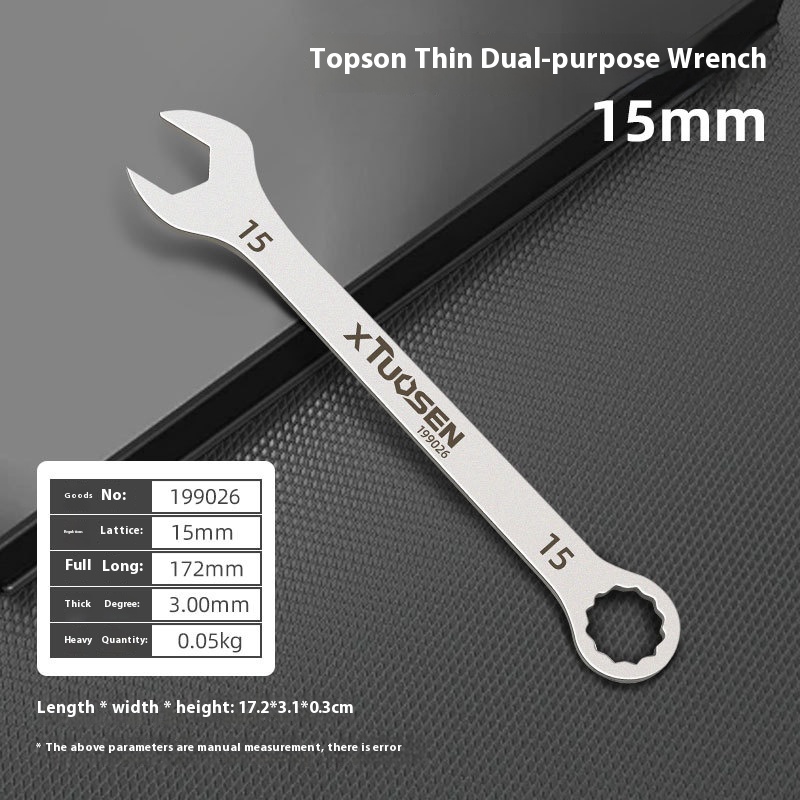 Topson Thin Dual-purpose Wrench
15mm
15
xTUOSEN
199026
15
Goods No: 199026
Lattice: 15mm
Full Long: 172mm
Thick Degree: 3.00mm
Heavy Quantity: 0.05kg
Length * width * height: 17.2*3.1*0.3cm
* The above parameters are manual measurement, there is error